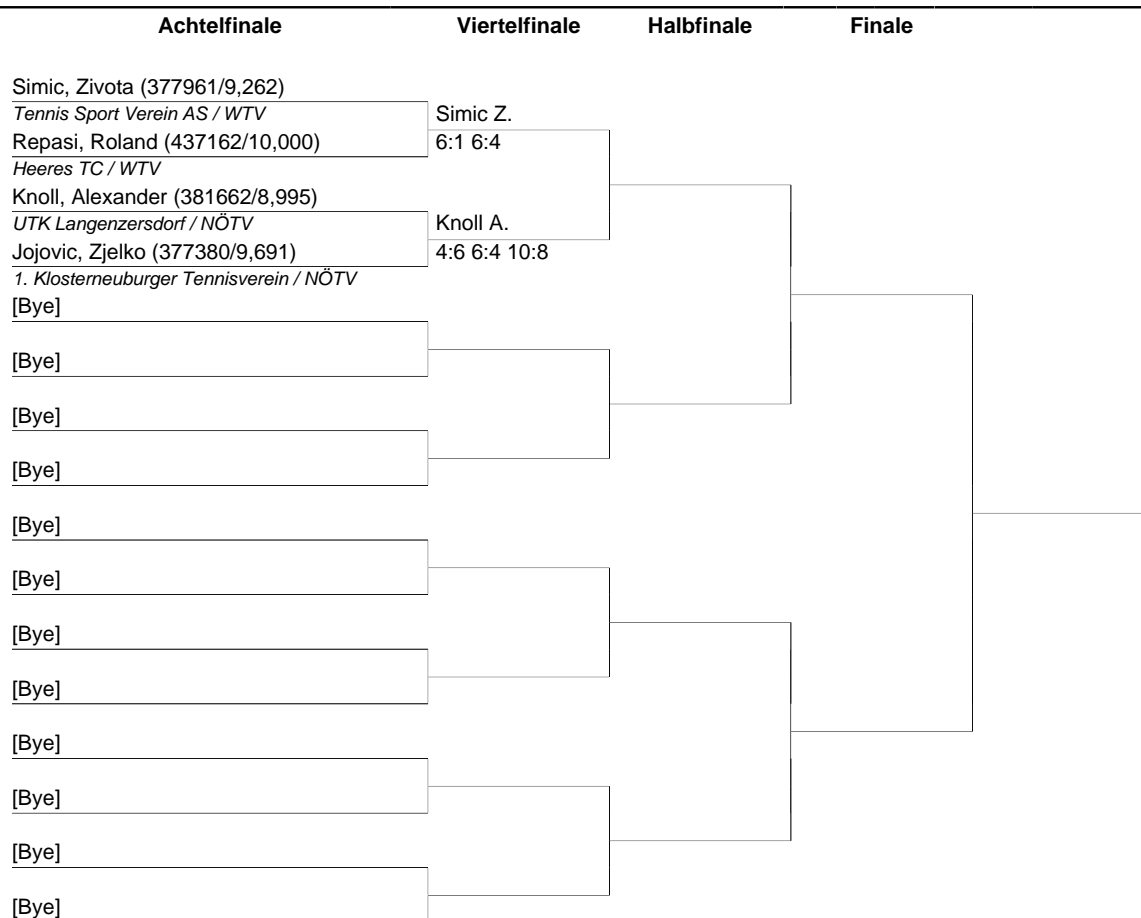 Achtelfinale Viertelfinale Halbfinale Finale
Simic, Zivota (377961/9,262)
Tennis Sport Verein AS / WTV
Simic Z.
Repasi, Roland (437162/10,000)
6:1 6:4
Heeres TC / WTV
Knoll, Alexander (381662/8,995)
UTK Langenzersdorf / NÖTV
Knoll A.
Jojovic, Zjelko (377380/9,691)
4:6 6:4 10:8
1. Klosterneuburger Tennisverein / NÖTV
[Bye]
[Bye]
[Bye]
[Bye]
[Bye]
[Bye]
[Bye]
[Bye]
[Bye]
[Bye]
[Bye]
[Bye]